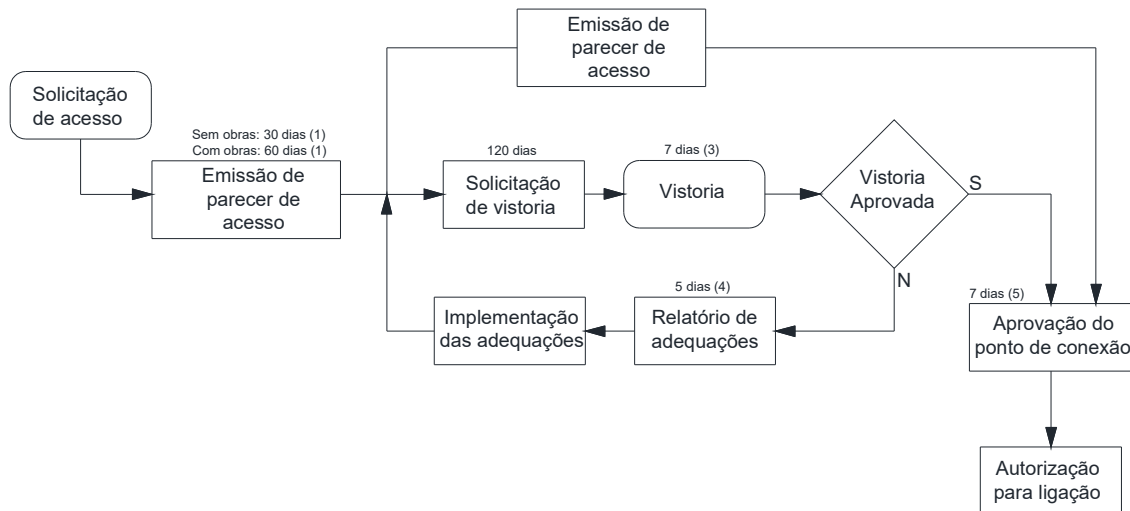 Emissão de
parecer de
acesso
Solicitação
de acesso
Sem obras: 30 dias (1)
Com obras: 60 dias (1)
Emissão de
parecer de
acesso
120 dias
Solicitação
de vistoria
7 dias (3)
Vistoria
Vistoria
Aprovada
S
N
Implementação
das adequações
5 dias (4)
Relatório de
adequações
7 dias (5)
Aprovação do
ponto de conexão
Autorização
para ligação